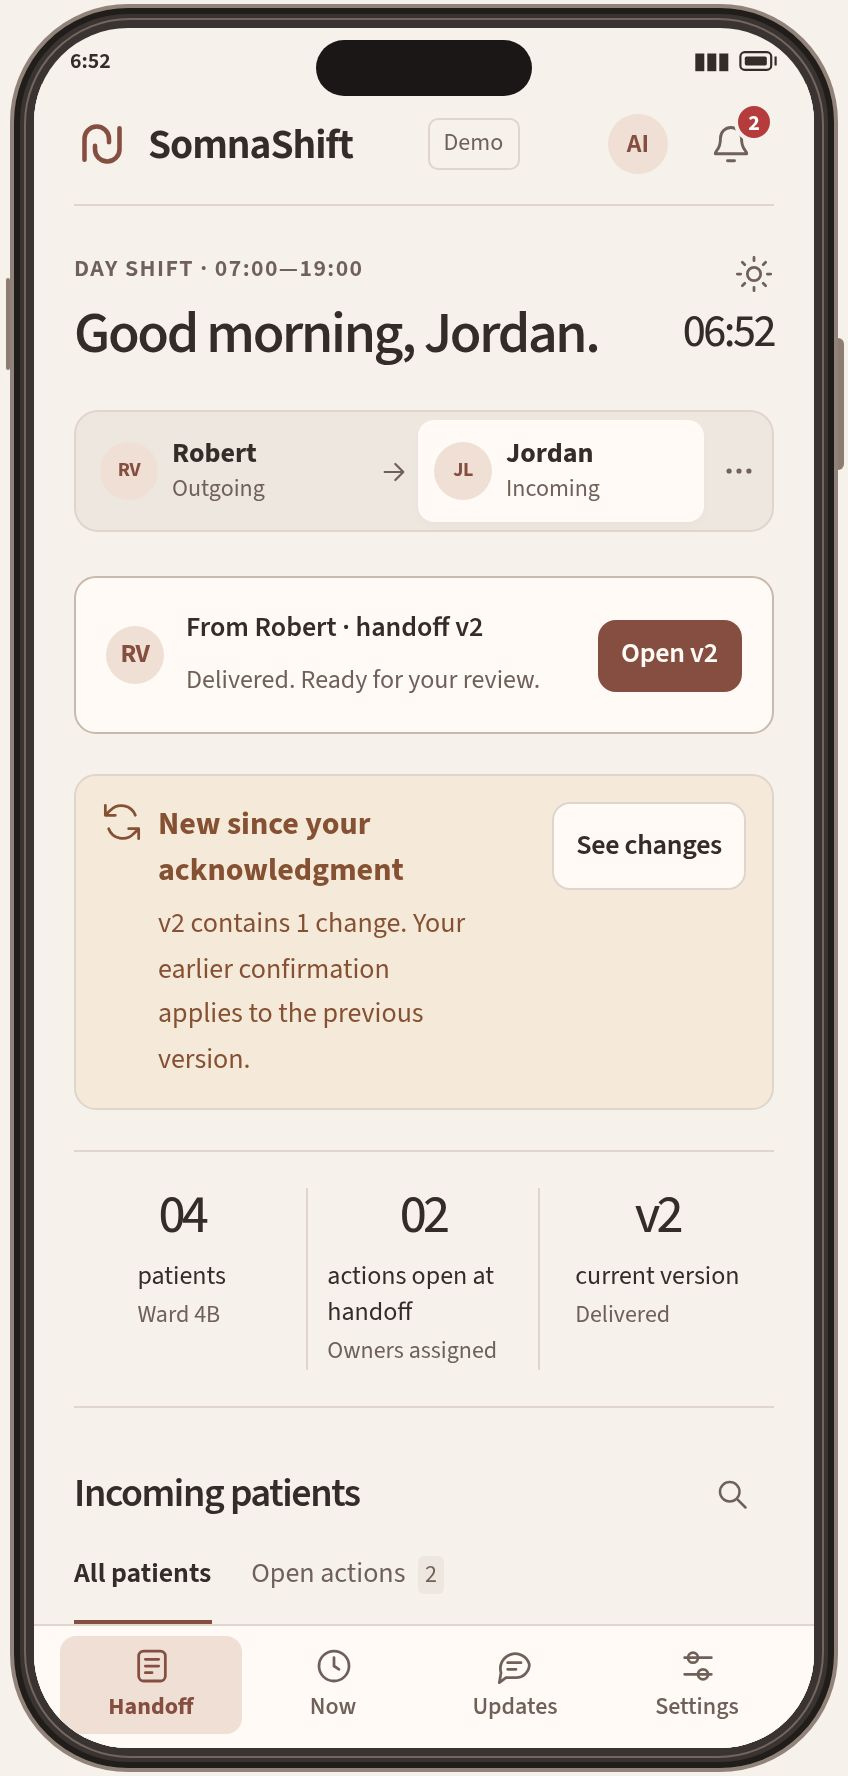 6:52
SomnaShift
Demo
AI
2
DAY SHIFT · 07:00—19:00
Good morning, Jordan.
06:52
RV
Robert
Outgoing
→
JL
Jordan
Incoming
RV
From Robert · handoff v2
Delivered. Ready for your review.
Open v2
New since your
acknowledgment
See changes
v2 contains 1 change. Your
earlier confirmation
applies to the previous
version.
04
patients
Ward 4B
02
actions open at
handoff
Owners assigned
v2
current version
Delivered
Incoming patients
All patients
Open actions 2
Handoff
Now
Updates
Settings